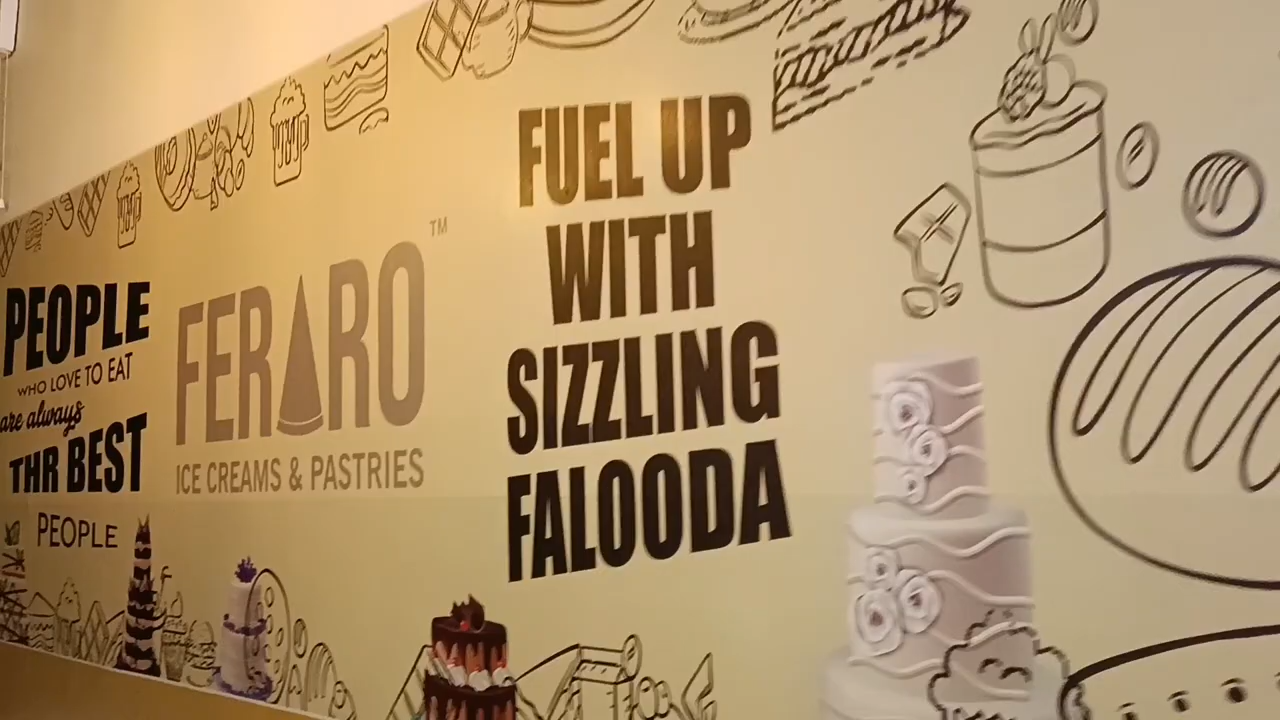 PEOPLE
WHO LOVE TO EAT
are always
THR BEST
PEOPLE
FERARO
TM
ICE CREAMS & PASTRIES
FUEL UP
WITH
SIZZLING
FALOODA